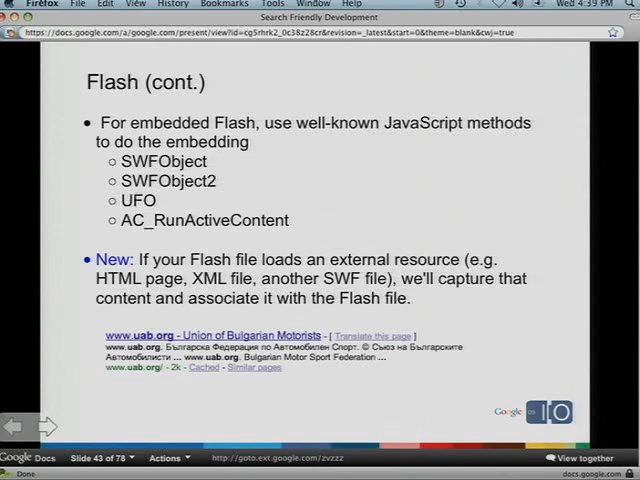 Firefox File Edit View History Bookmarks Tools Window Help Wed 4:39 PM
Search Friendly Development
https://docs.google.com/a/google.com/present/view?id=cg5rhrk2_0c38z28cr&revision=_latest&start=0&theme=blank&cwj=true
Flash (cont.)
• For embedded Flash, use well-known JavaScript methods
to do the embedding
○ SWFObject
○ SWFObject2
○ UFO
○ AC_RunActiveContent
• New: If your Flash file loads an external resource (e.g.
HTML page, XML file, another SWF file), we'll capture that
content and associate it with the Flash file.
www.uab.org - Union of Bulgarian Motorists - [ Translate this page ]
www.uab.org. Българска Федерация по Автомобилен Спорт. © Съюз на Българските
Автомобилисти ... www.uab.org. Bulgarian Motor Sport Federation ...
www.uab.org/ - 2k - Cached - Similar pages
Google IO
Google Docs Slide 43 of 78 Actions http://goto.ext.google.com/zvzzz View together
Done docs.google.com